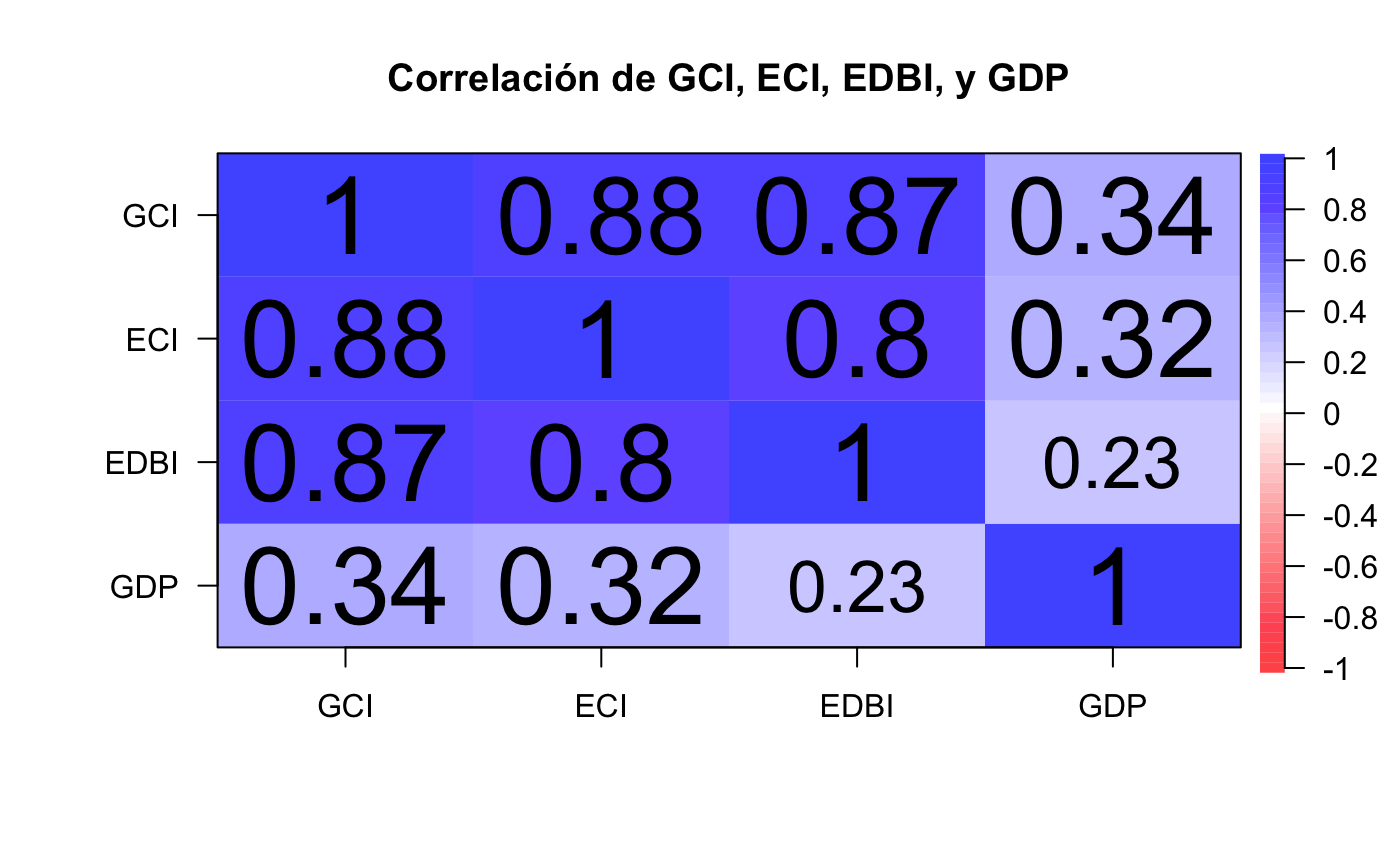 Correlación de GCI, ECI, EDBI, y GDP
GCI 1 0.88 0.87 0.34
ECI 0.88 1 0.8 0.32
EDBI 0.87 0.8 1 0.23
GDP 0.34 0.32 0.23 1
GCI ECI EDBI GDP
1
0.8
0.6
0.4
0.2
0
-0.2
-0.4
-0.6
-0.8
-1